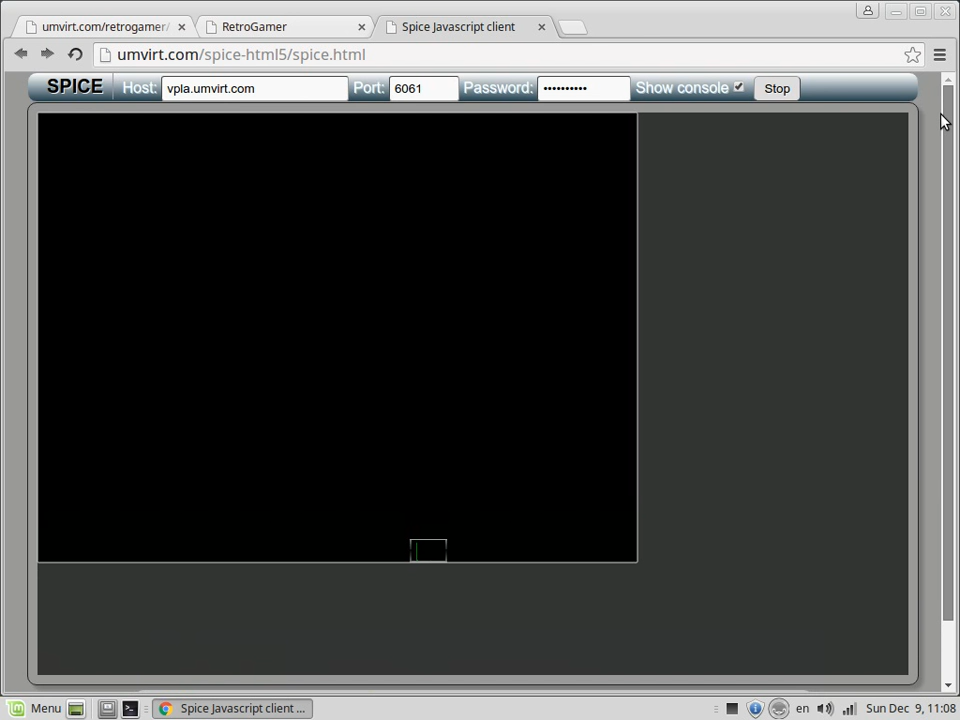 umvirt.com/retrogamer/
RetroGamer
Spice Javascript client
umvirt.com/spice-html5/spice.html
SPICE Host: vpla.umvirt.com Port: 6061 Password: •••••••••• Show console Stop
Menu Spice Javascript client ... en Sun Dec 9, 11:08